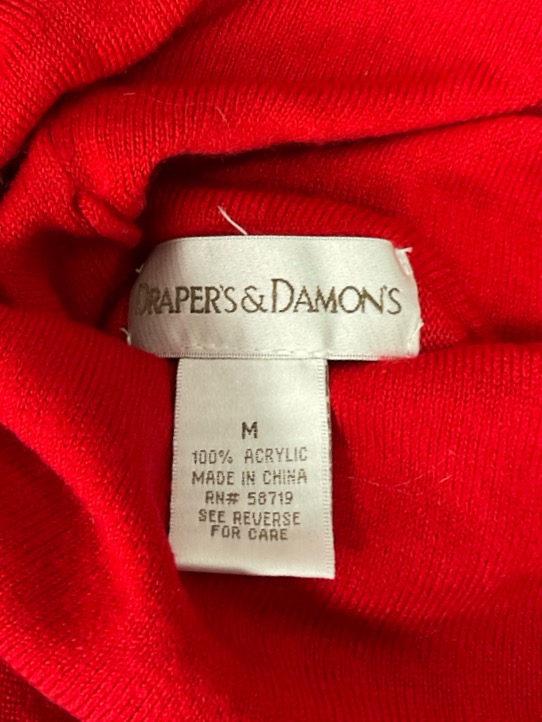 DRAPER'S & DAMON'S
M
100% ACRYLIC
MADE IN CHINA
RN# 58719
SEE REVERSE
FOR CARE